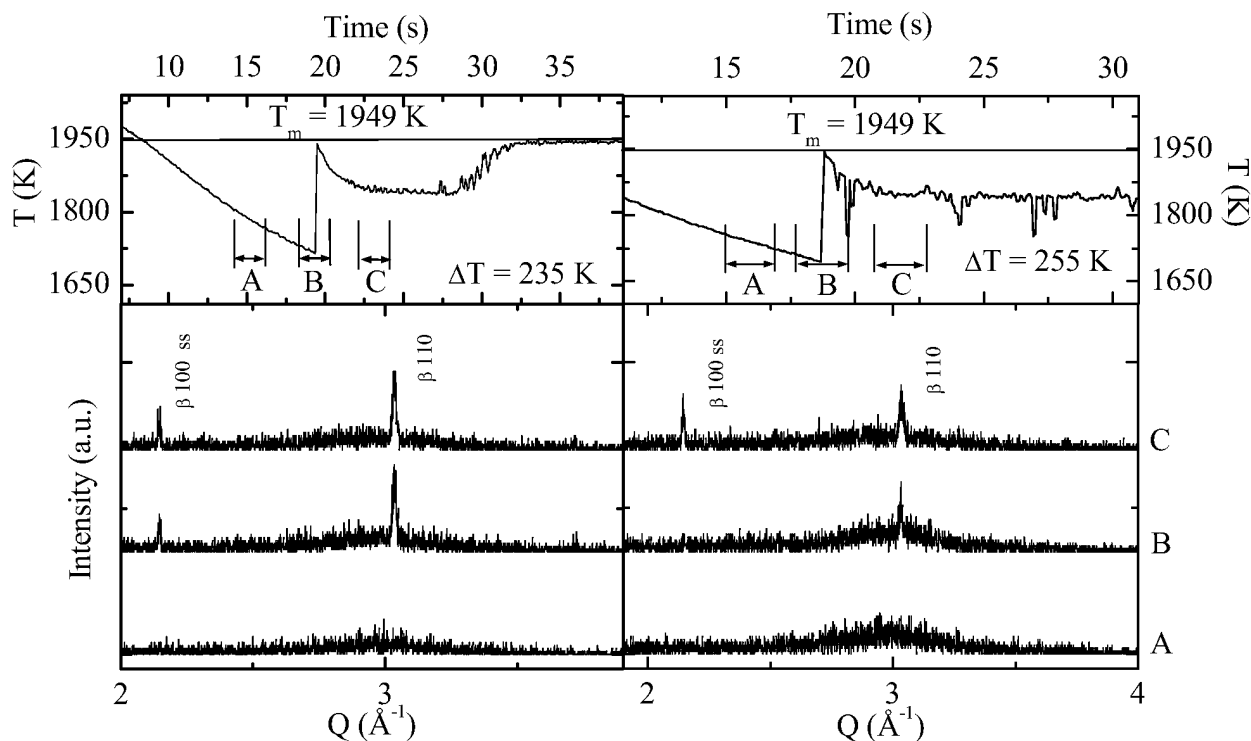 Time (s)
Time (s)
10 15 20 25 30 35
15 20 25 30
T (K)
1950
1800
1650
Tm = 1949 K
A B C
ΔT = 235 K
Tm = 1949 K
A B C
ΔT = 255 K
1950
1800
1650
T (K)
Intensity (a.u.)
β 100 ss
β 110
β 100 ss
β 110
C
B
A
2 3
2 3 4
Q (Å-1)
Q (Å-1)